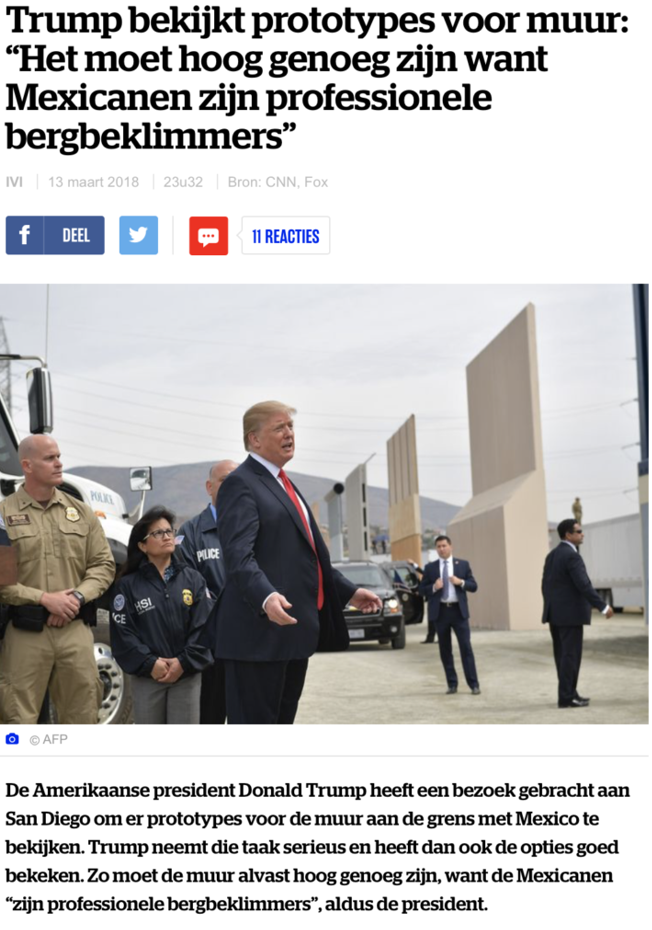 Trump bekijkt prototypes voor muur:
“Het moet hoog genoeg zijn want
Mexicanen zijn professionele
bergbeklimmers”
IVI 13 maart 2018 23u32 Bron: CNN, Fox
f DEEL 11 REACTIES
POLICE
POLICE
HSI
ICE
© AFP
De Amerikaanse president Donald Trump heeft een bezoek gebracht aan
San Diego om er prototypes voor de muur aan de grens met Mexico te
bekijken. Trump neemt die taak serieus en heeft dan ook de opties goed
bekeken. Zo moet de muur alvast hoog genoeg zijn, want de Mexicanen
“zijn professionele bergbeklimmers”, aldus de president.